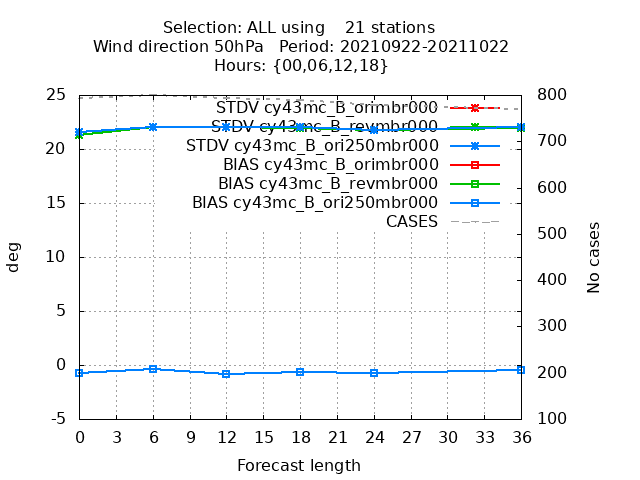 Selection: ALL using 21 stations
Wind direction 50hPa Period: 20210922-20211022
Hours: {00,06,12,18}
25
20
15
10
5
0
-5
deg
STDV cy43mc_B_orimbr000
STDV cy43mc_B_revmbr000
STDV cy43mc_B_ori250mbr000
BIAS cy43mc_B_orimbr000
BIAS cy43mc_B_revmbr000
BIAS cy43mc_B_ori250mbr000
CASES
800
700
600
500
400
300
200
100
No cases
0 3 6 9 12 15 18 21 24 27 30 33 36
Forecast length